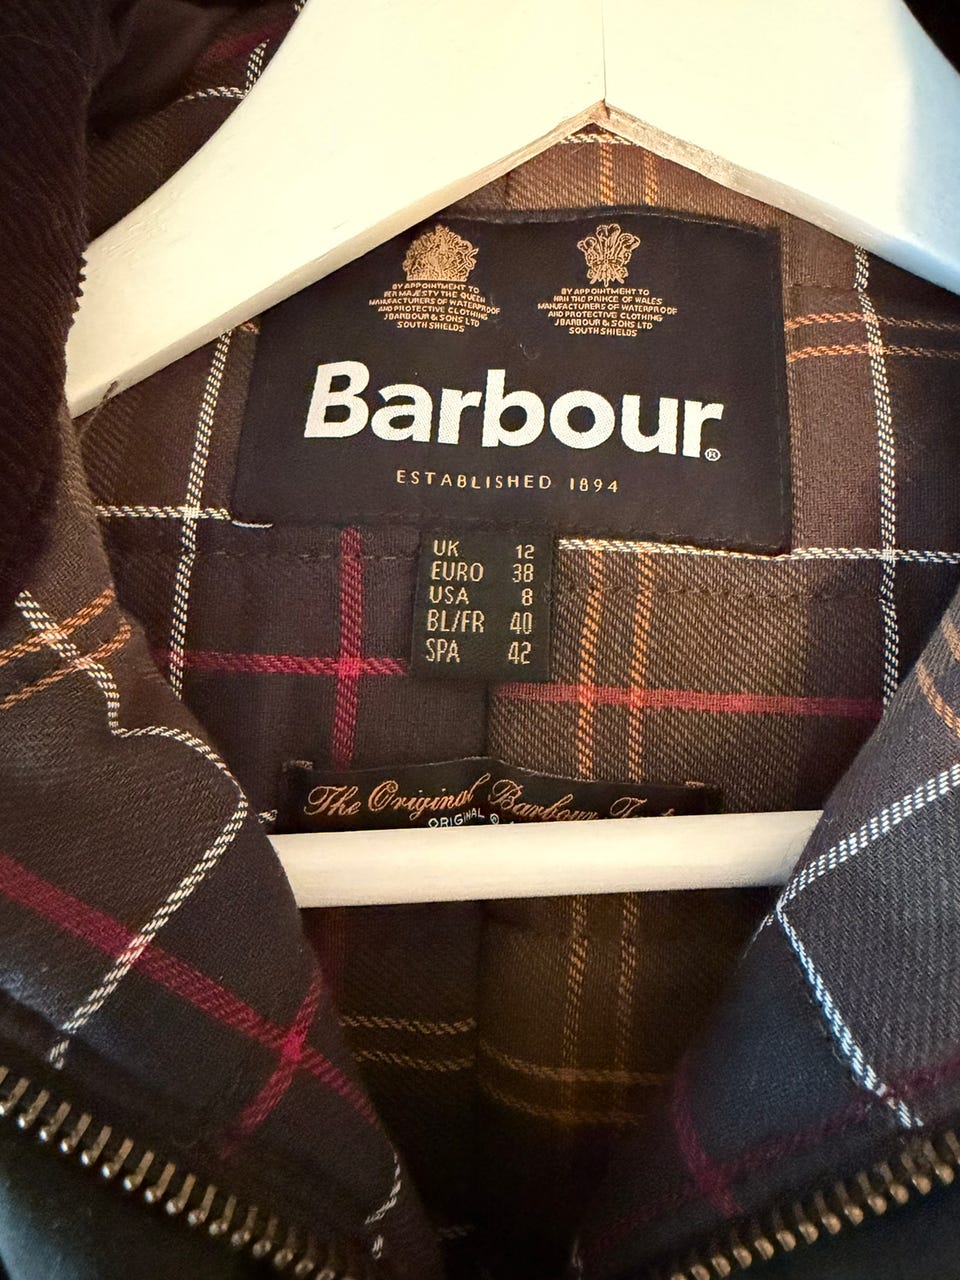 BY APPOINTMENT TO
HER MAJESTY THE QUEEN
MANUFACTURERS OF WATERPROOF
AND PROTECTIVE CLOTHING
J BARBOUR & SONS LTD
SOUTH SHIELDS
BY APPOINTMENT TO
HRH THE PRINCE OF WALES
MANUFACTURERS OF WATERPROOF
AND PROTECTIVE CLOTHING
J BARBOUR & SONS LTD
SOUTH SHIELDS
Barbour®
ESTABLISHED 1894
UK 12
EURO 38
USA 8
BL/FR 40
SPA 42
The Original Barbour
ORIGINAL ®